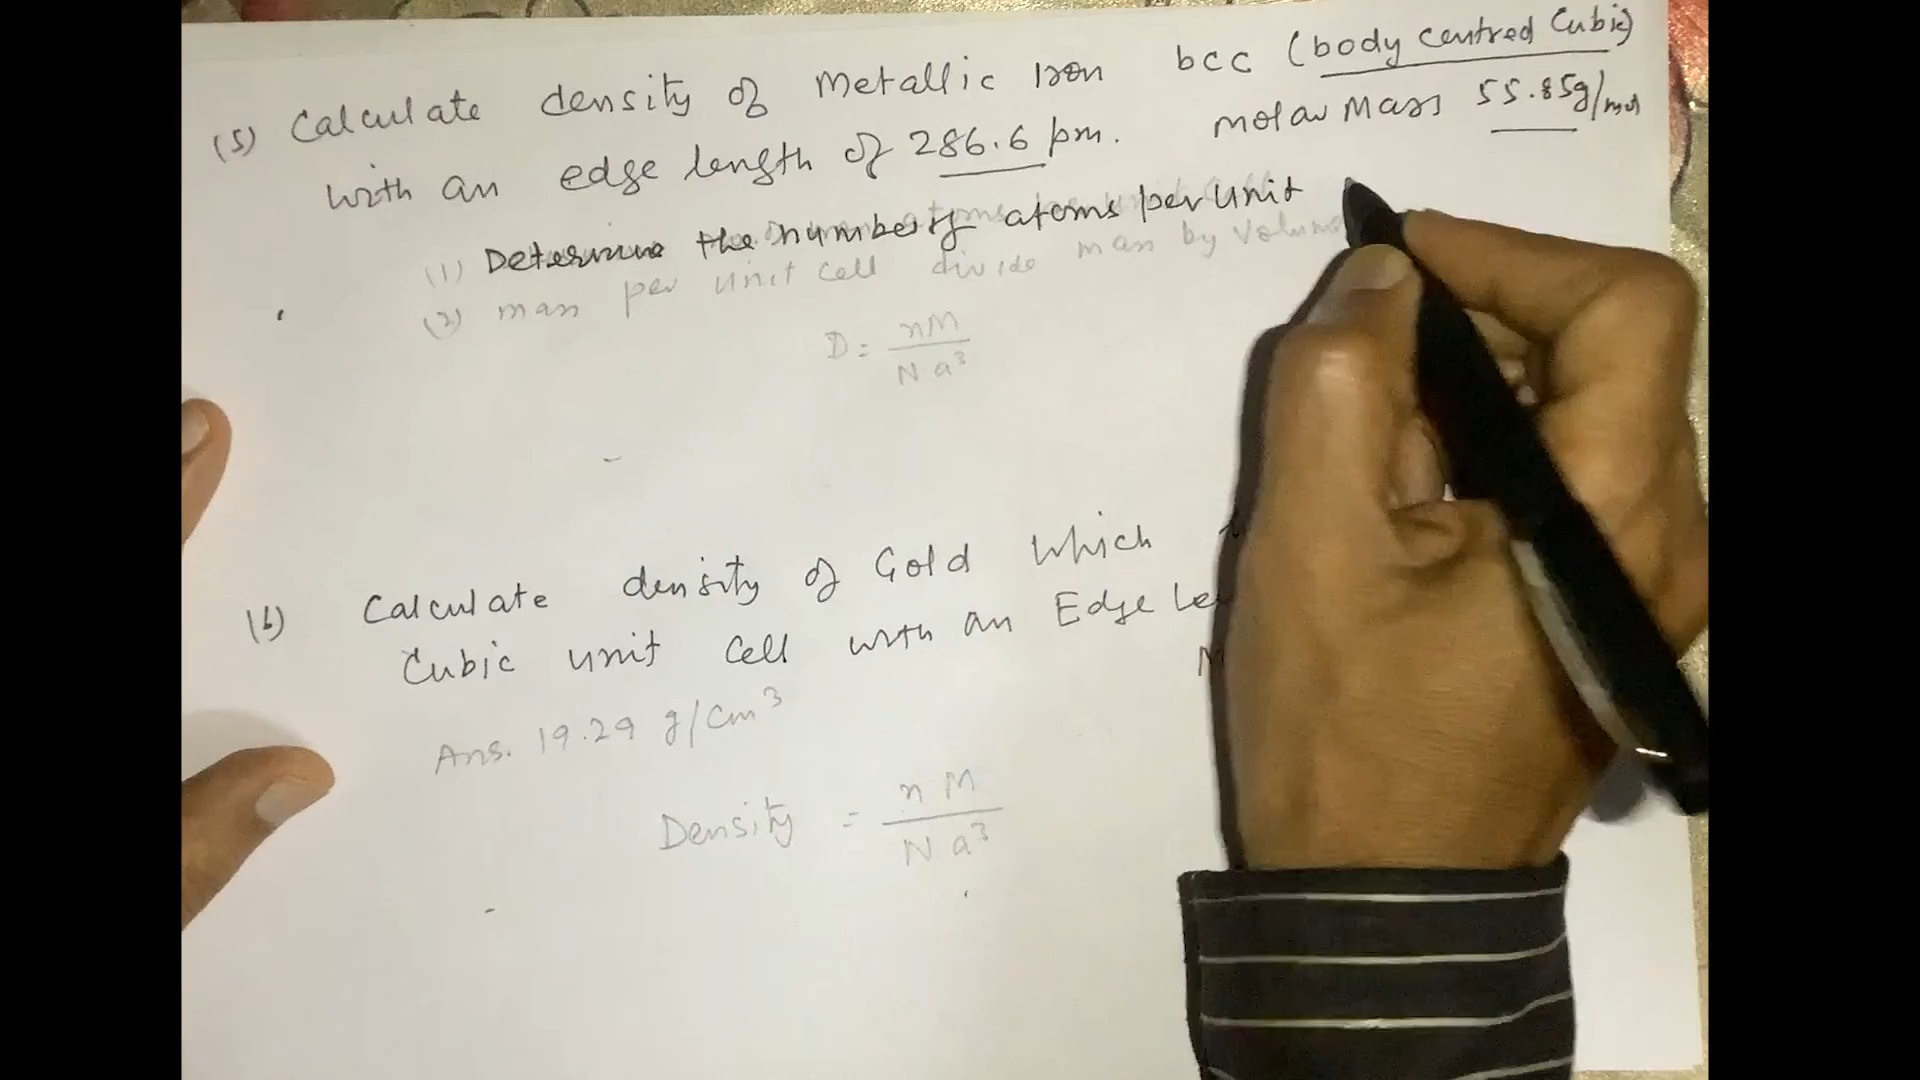 (5) Calculate density of Metallic Iron bcc (body centred Cubic)
with an edge length of 286.6 pm. molar Mass 55.85g/mol
(1) Determine the number of atoms per unit
(2) mass per unit cell divide mass by volume
D = nM / Na³
(6) Calculate density of Gold which
Cubic unit cell with an Edge Le
M
Ans. 19.29 g/cm³
Density = nM / Na³